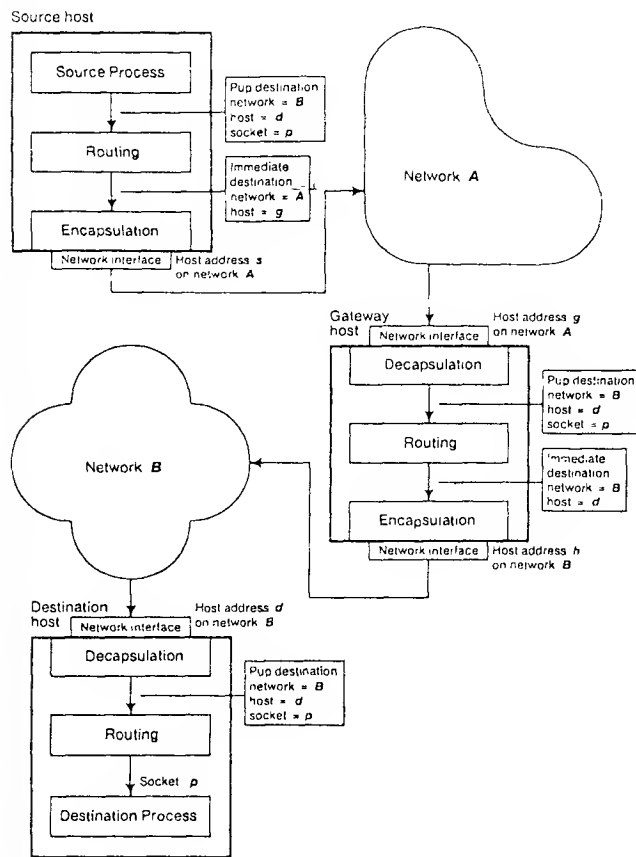 Source host
Source Process
Pup destination
network = B
host = d
socket = p
Routing
Immediate
destination
network = A
host = g
Encapsulation
Network interface
Host address s
on network A
Network A
Gateway
host
Network interface
Host address g
on network A
Decapsulation
Pup destination
network = B
host = d
socket = p
Routing
Immediate
destination
network = B
host = d
Encapsulation
Network interface
Host address h
on network B
Network B
Destination
host
Network interface
Host address d
on network B
Decapsulation
Pup destination
network = B
host = d
socket = p
Routing
Socket p
Destination Process